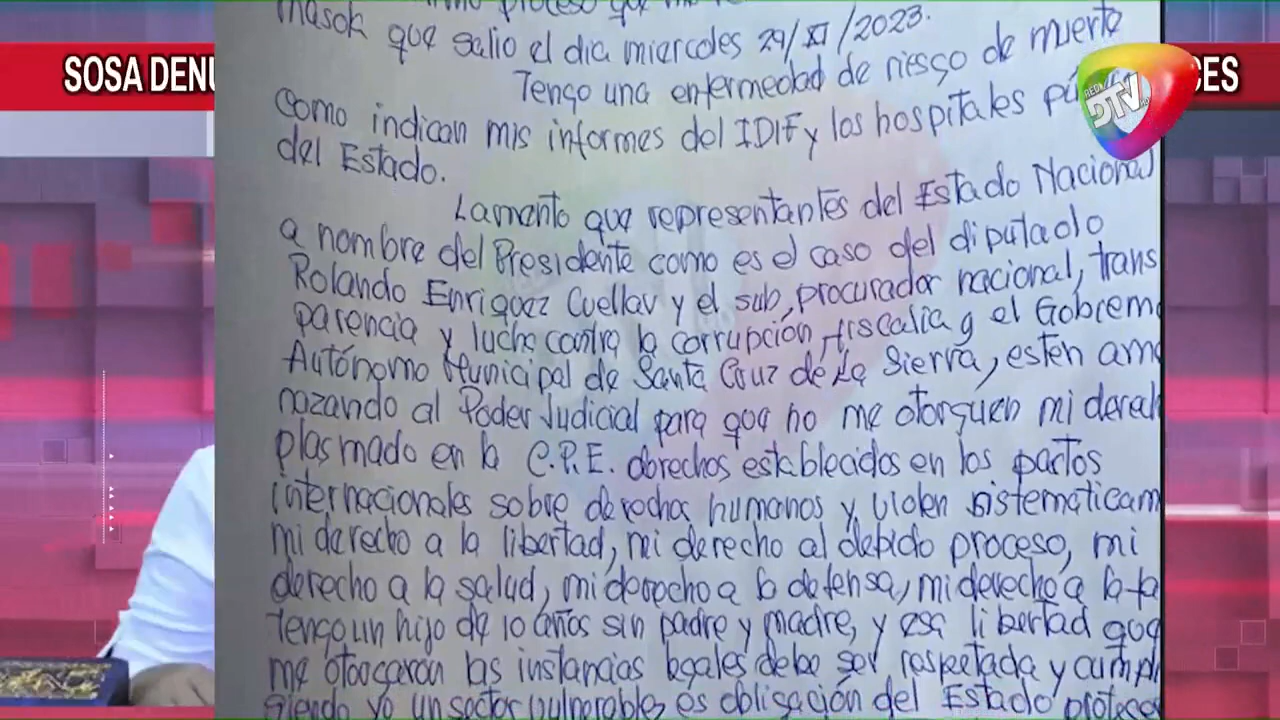 SOSA DENU
CES
RED
DTV
masok que salio el dia miercoles 29/XI/2023.
Tengo una enfermedad de riesgo de muerte
como indican mis informes del IDIF y los hospitales
del Estado.
Lamento que representantes del Estado Nacional
a nombre del Presidente como es el caso del diputado
Rolando Enriquez Cuellar y el sub, procurador nacional, trans
parencia y lucha contra la corrupción, fiscalia y el Gobierno
Autónomo Municipal de Santa Cruz de La Sierra, estén ame
nazando al Poder Judicial para que no me otorguen mi derech
plasmado en la C.P.E. derechos establecidos en los pactos
internacionales sobre derechos humanos y violen sistematicam
mi derecho a la libertad, mi derecho al debido proceso, mi
derecho a la salud, mi derecho a la defensa, mi derecho a la fa
tengo un hijo de 10 años sin padre y madre, y esa libertad que
me otorgaron las instancias legales debe ser respetada y cumpl
siendo yo un sector vulnerable, es obligación del Estado